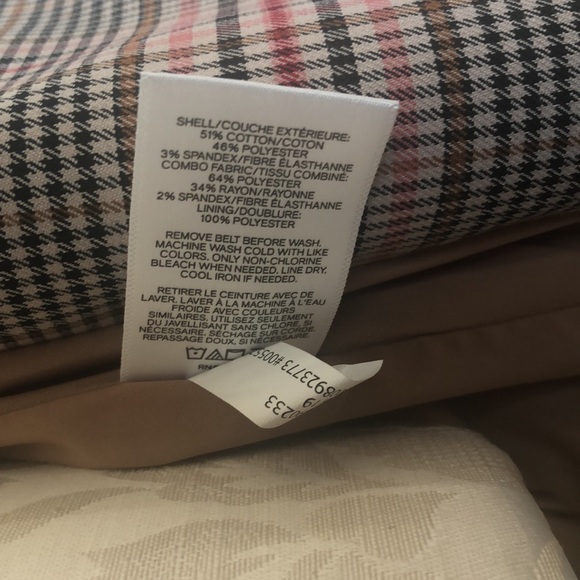 SHELL/COUCHE EXTÉRIEURE:
51% COTTON/COTON
46% POLYESTER
3% SPANDEX/FIBRE ÉLASTHANNE
COMBO FABRIC/TISSU COMBINÉ:
64% POLYESTER
34% RAYON/RAYONNE
2% SPANDEX/FIBRE ÉLASTHANNE
LINING/DOUBLURE:
100% POLYESTER
REMOVE BELT BEFORE WASH.
MACHINE WASH COLD WITH LIKE
COLORS. ONLY NON-CHLORINE
BLEACH WHEN NEEDED. LINE DRY.
COOL IRON IF NEEDED.
RETIRER LE CEINTURE AVEC DE
LAVER. LAVER À LA MACHINE À L'EAU
FROIDE AVEC COULEURS
SIMILAIRES. UTILISEZ SEULEMENT
DU JAVELLISANT SANS CHLORE, SI
NÉCESSAIRE. SÉCHAGE SUR CORDE.
REPASSAGE DOUX, SI NÉCESSAIRE.
RN